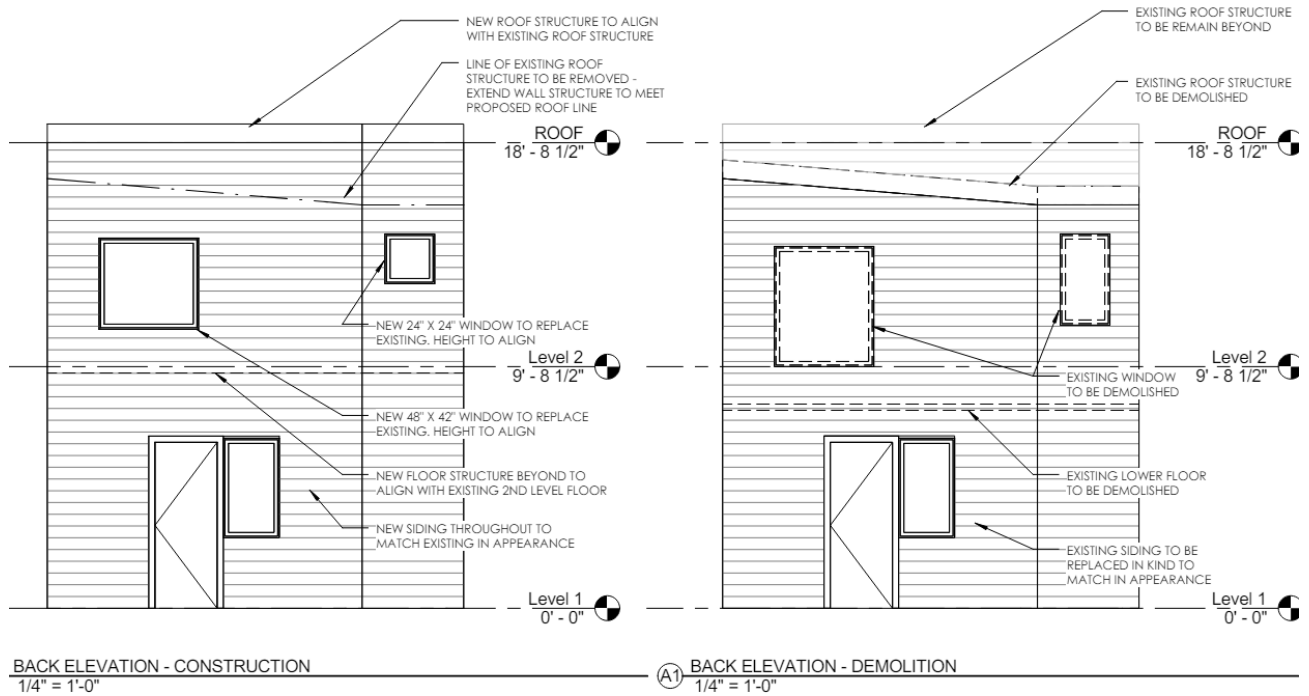 NEW ROOF STRUCTURE TO ALIGN
WITH EXISTING ROOF STRUCTURE
LINE OF EXISTING ROOF
STRUCTURE TO BE REMOVED -
EXTEND WALL STRUCTURE TO MEET
PROPOSED ROOF LINE
ROOF
18' - 8 1/2"
NEW 24" X 24" WINDOW TO REPLACE
EXISTING. HEIGHT TO ALIGN
Level 2
9' - 8 1/2"
NEW 48" X 42" WINDOW TO REPLACE
EXISTING. HEIGHT TO ALIGN
NEW FLOOR STRUCTURE BEYOND TO
ALIGN WITH EXISTING 2ND LEVEL FLOOR
NEW SIDING THROUGHOUT TO
MATCH EXISTING IN APPEARANCE
Level 1
0' - 0"
BACK ELEVATION - CONSTRUCTION
1/4" = 1'-0"
EXISTING ROOF STRUCTURE
TO BE REMAIN BEYOND
EXISTING ROOF STRUCTURE
TO BE DEMOLISHED
ROOF
18' - 8 1/2"
Level 2
9' - 8 1/2"
EXISTING WINDOW
TO BE DEMOLISHED
EXISTING LOWER FLOOR
TO BE DEMOLISHED
EXISTING SIDING TO BE
REPLACED IN KIND TO
MATCH IN APPEARANCE
Level 1
0' - 0"
A1
BACK ELEVATION - DEMOLITION
1/4" = 1'-0"